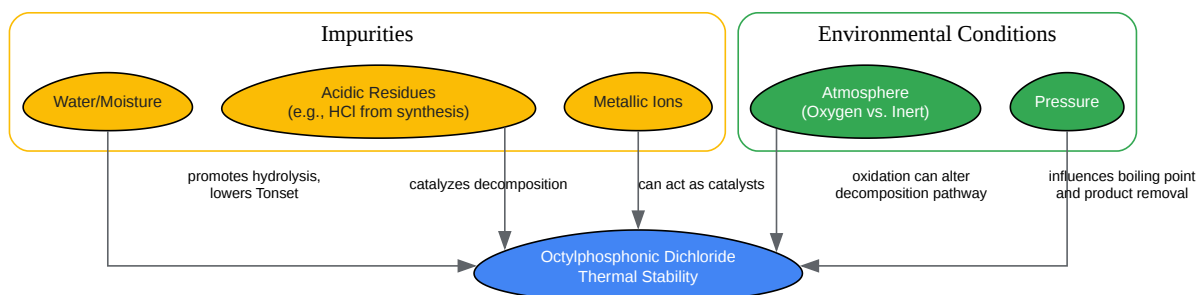 Impurities
Environmental Conditions
Water/Moisture
Acidic Residues
(e.g., HCl from synthesis)
Metallic Ions
Atmosphere
(Oxygen vs. Inert)
Pressure
promotes hydrolysis,
lowers Tonset
catalyzes decomposition
can act as catalysts
oxidation can alter
decomposition pathway
influences boiling point
and product removal
Octylphosphonic Dichloride
Thermal Stability